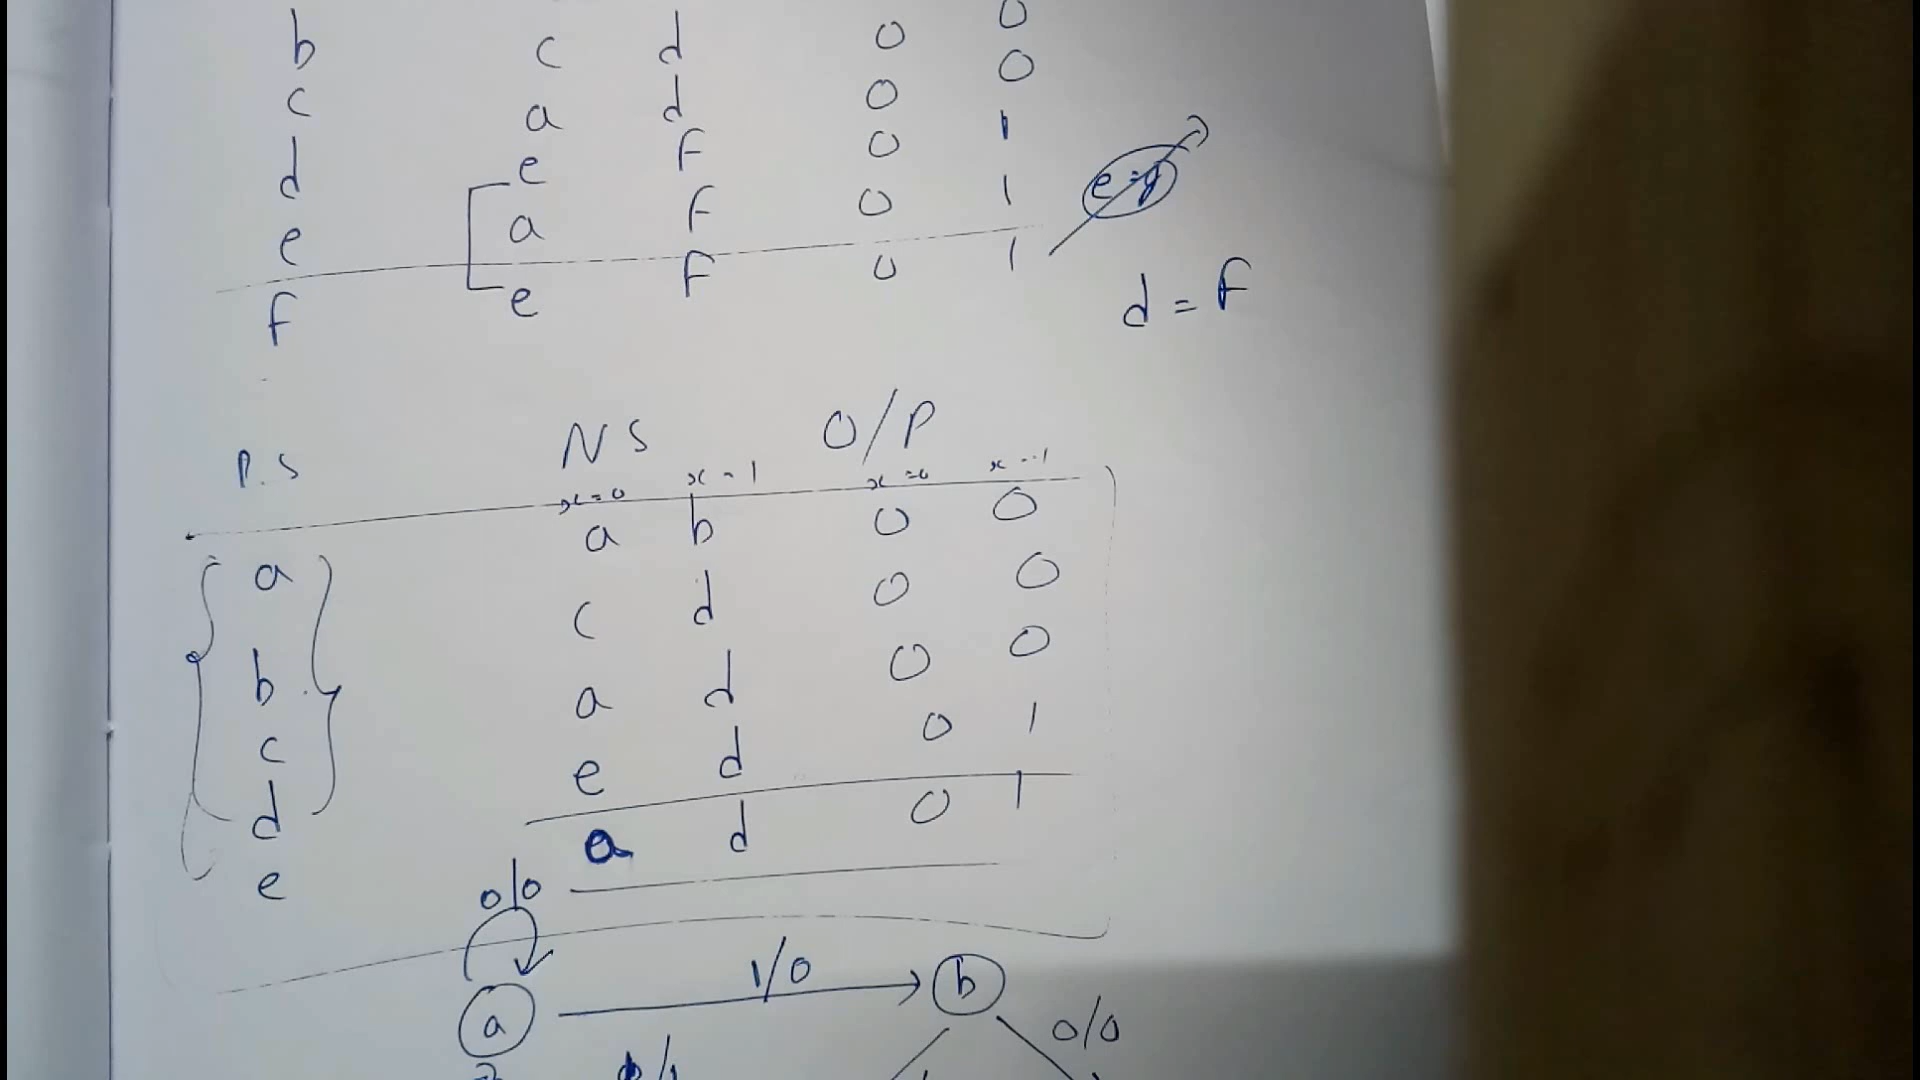 b c d 0 0
c a d 0 0
d e F 0 1
e a F 0 1
F e F 0 1
d = F
P.S NS O/P
x=0 x=1 x=0 x=1
a a b 0 0
b c d 0 0
c a d 0 0
d e d 0 1
e a d 0 1
0/0
a 1/0 b
0/0